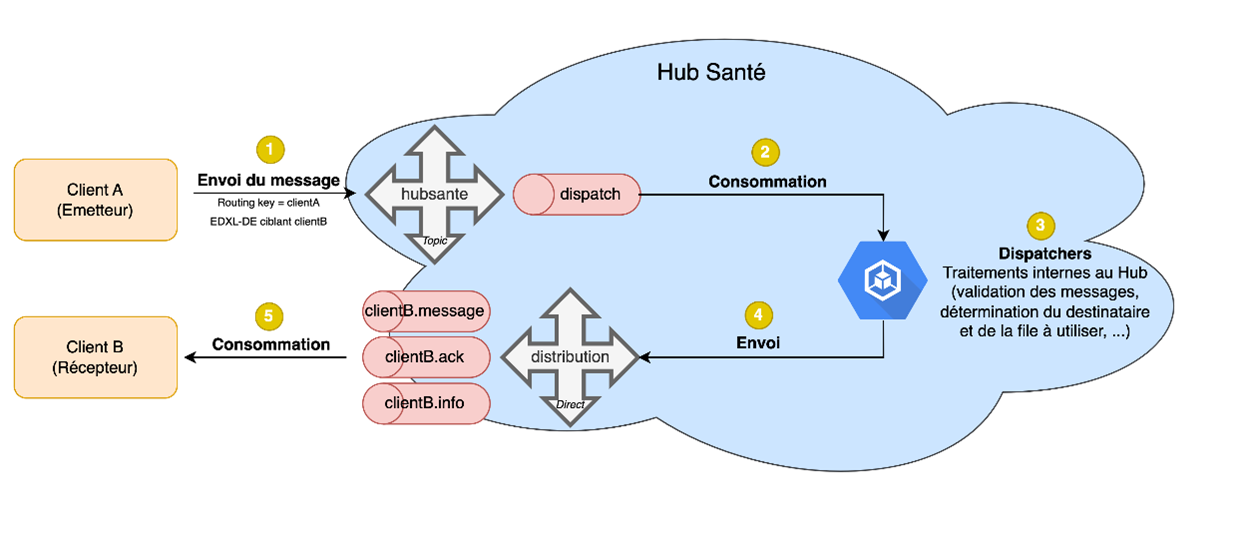 Hub Santé
1
Envoi du message
Routing key = clientA
EDXL-DE ciblant clientB
Client A
(Emetteur)
hubsante
Topic
dispatch
2
Consommation
3
Dispatchers
Traitements internes au Hub
(validation des messages,
détermination du destinataire
et de la file à utiliser, ...)
4
Envoi
distribution
Direct
clientB.message
clientB.ack
clientB.info
5
Consommation
Client B
(Récepteur)